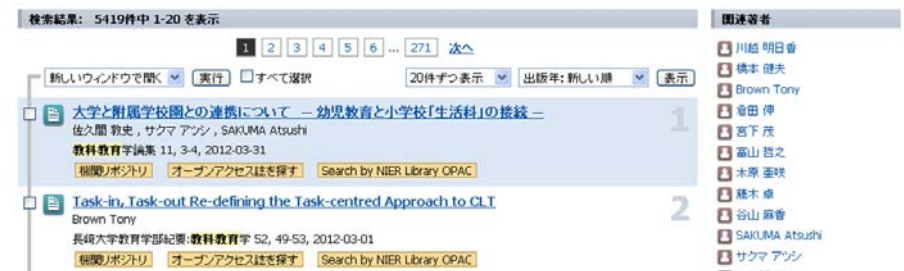 検索結果: 5419件中 1-20 を表示
1 2 3 4 5 6 ... 271 次へ
新しいウィンドウで開く 実行 すべて選択 20件ずつ表示 出版年:新しい順 表示
大学と附属学校園との連携について ― 幼児教育と小学校「生活科」の接続 ―
1
佐久間 敦史 , サクマ アツシ , SAKUMA Atsushi
教科教育学論集 11, 3-4, 2012-03-31
機関リポジトリ オープンアクセス誌を探す Search by NIER Library OPAC
Task-in, Task-out Re-defining the Task-centred Approach to CLT
2
Brown Tony
長崎大学教育学部紀要:教科教育学 52, 49-53, 2012-03-01
機関リポジトリ オープンアクセス誌を探す Search by NIER Library OPAC
関連著者
川越 明日香
橋本 健夫
Brown Tony
倉田 伸
宮下 茂
富山 哲之
木原 亜咲
藤木 卓
谷山 麻香
SAKUMA Atsushi
サクマ アツシ